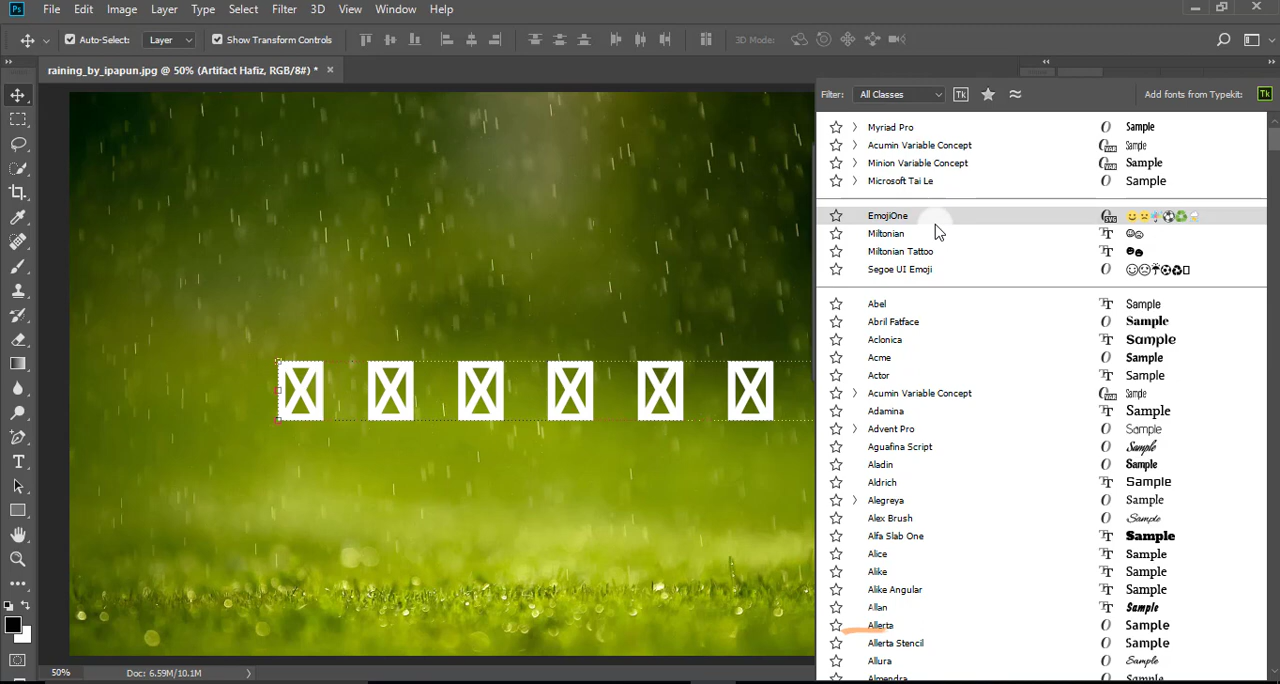 Ps File Edit Image Layer Type Select Filter 3D View Window Help
Auto-Select: Layer Show Transform Controls 3D Mode:
raining_by_ipapun.jpg @ 50% (Artifact Hafiz, RGB/8#) * ×
Filter: All Classes Tk Add fonts from Typekit: Tk
Myriad Pro Sample
Acumin Variable Concept Sample
Minion Variable Concept Sample
Microsoft Tai Le Sample
EmojiOne
Miltonian
Miltonian Tattoo
Segoe UI Emoji
Abel Sample
Abril Fatface Sample
Aclonica Sample
Acme Sample
Actor Sample
Acumin Variable Concept Sample
Adamina Sample
Advent Pro Sample
Aguafina Script Sample
Aladin Sample
Aldrich Sample
Alegreya Sample
Alex Brush Sample
Alfa Slab One Sample
Alice Sample
Alike Sample
Alike Angular Sample
Allan Sample
Allerta Sample
Allerta Stencil Sample
Allura Sample
Almendra Sample
50% Doc: 6.59M/10.1M